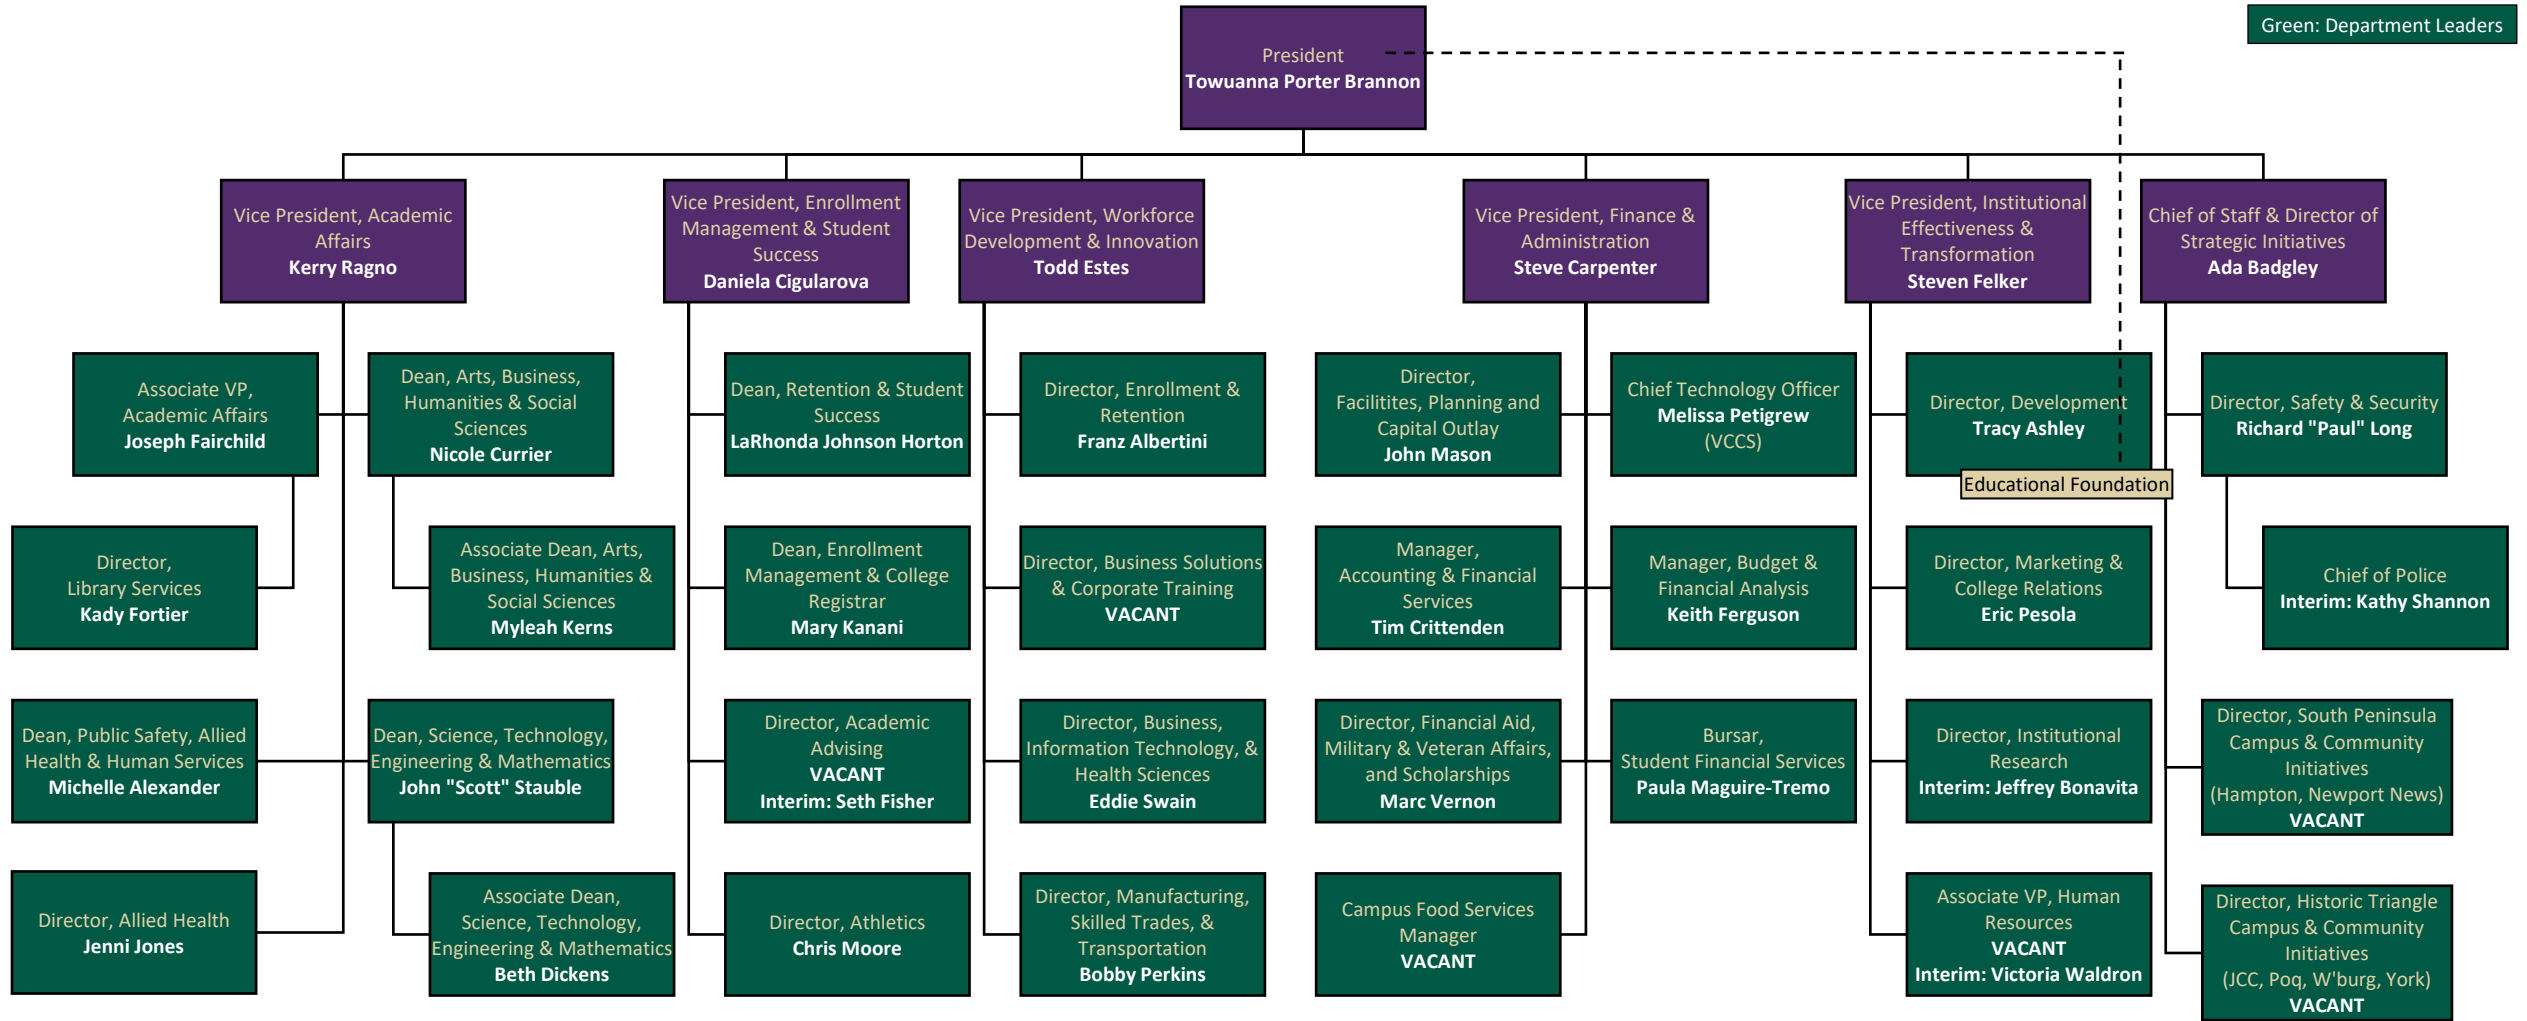 Green: Department Leaders
President
Towuanna Porter Brannon
Vice President, Academic
Affairs
Kerry Ragno
Vice President, Enrollment
Management & Student
Success
Daniela Cigularova
Vice President, Workforce
Development & Innovation
Todd Estes
Vice President, Finance &
Administration
Steve Carpenter
Vice President, Institutional
Effectiveness &
Transformation
Steven Felker
Chief of Staff & Director of
Strategic Initiatives
Ada Badgley
Associate VP,
Academic Affairs
Joseph Fairchild
Dean, Arts, Business,
Humanities & Social
Sciences
Nicole Currier
Dean, Retention & Student
Success
LaRhonda Johnson Horton
Director, Enrollment &
Retention
Franz Albertini
Director,
Facilitites, Planning and
Capital Outlay
John Mason
Chief Technology Officer
Melissa Petigrew
(VCCS)
Director, Development
Tracy Ashley
Educational Foundation
Director, Safety & Security
Richard "Paul" Long
Director,
Library Services
Kady Fortier
Associate Dean, Arts,
Business, Humanities &
Social Sciences
Myleah Kerns
Dean, Enrollment
Management & College
Registrar
Mary Kanani
Director, Business Solutions
& Corporate Training
VACANT
Manager,
Accounting & Financial
Services
Tim Crittenden
Manager, Budget &
Financial Analysis
Keith Ferguson
Director, Marketing &
College Relations
Eric Pesola
Chief of Police
Interim: Kathy Shannon
Dean, Public Safety, Allied
Health & Human Services
Michelle Alexander
Dean, Science, Technology,
Engineering & Mathematics
John "Scott" Stauble
Director, Academic
Advising
VACANT
Interim: Seth Fisher
Director, Business,
Information Technology, &
Health Sciences
Eddie Swain
Director, Financial Aid,
Military & Veteran Affairs,
and Scholarships
Marc Vernon
Bursar,
Student Financial Services
Paula Maguire-Tremo
Director, Institutional
Research
Interim: Jeffrey Bonavita
Director, South Peninsula
Campus & Community
Initiatives
(Hampton, Newport News)
VACANT
Director, Allied Health
Jenni Jones
Associate Dean,
Science, Technology,
Engineering & Mathematics
Beth Dickens
Director, Athletics
Chris Moore
Director, Manufacturing,
Skilled Trades, &
Transportation
Bobby Perkins
Campus Food Services
Manager
VACANT
Associate VP, Human
Resources
VACANT
Interim: Victoria Waldron
Director, Historic Triangle
Campus & Community
Initiatives
(JCC, Poq, W'burg, York)
VACANT